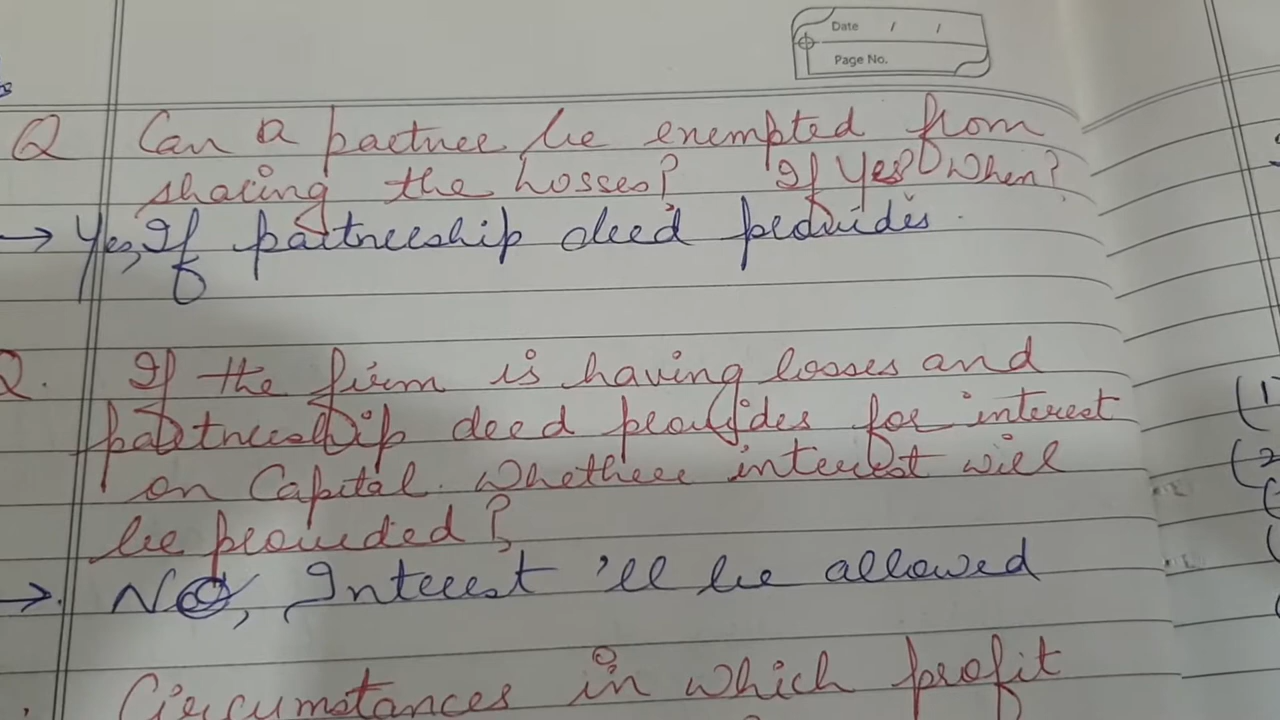 Date / /
Page No.
Q Can a partner be exempted from
sharing the losses? If Yes? When?
→ Yes, If partnership deed provides.
Q. If the firm is having losses and
partnership deed provides for interest
on Capital. Whether interest will
be provided?
→ No, Interest 'll be allowed
Circumstances in which profit
(1
(2